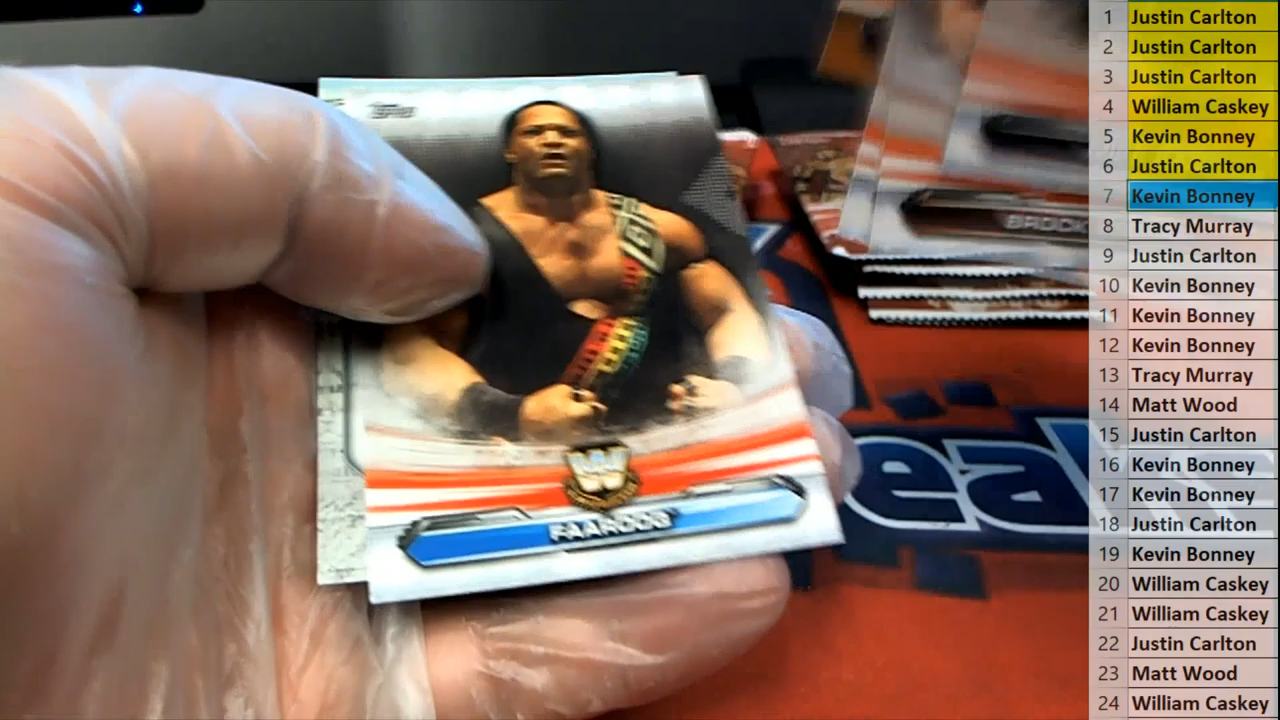 Topps
FAAROOQ
BROCK
eak
1 Justin Carlton
2 Justin Carlton
3 Justin Carlton
4 William Caskey
5 Kevin Bonney
6 Justin Carlton
7 Kevin Bonney
8 Tracy Murray
9 Justin Carlton
10 Kevin Bonney
11 Kevin Bonney
12 Kevin Bonney
13 Tracy Murray
14 Matt Wood
15 Justin Carlton
16 Kevin Bonney
17 Kevin Bonney
18 Justin Carlton
19 Kevin Bonney
20 William Caskey
21 William Caskey
22 Justin Carlton
23 Matt Wood
24 William Caskey